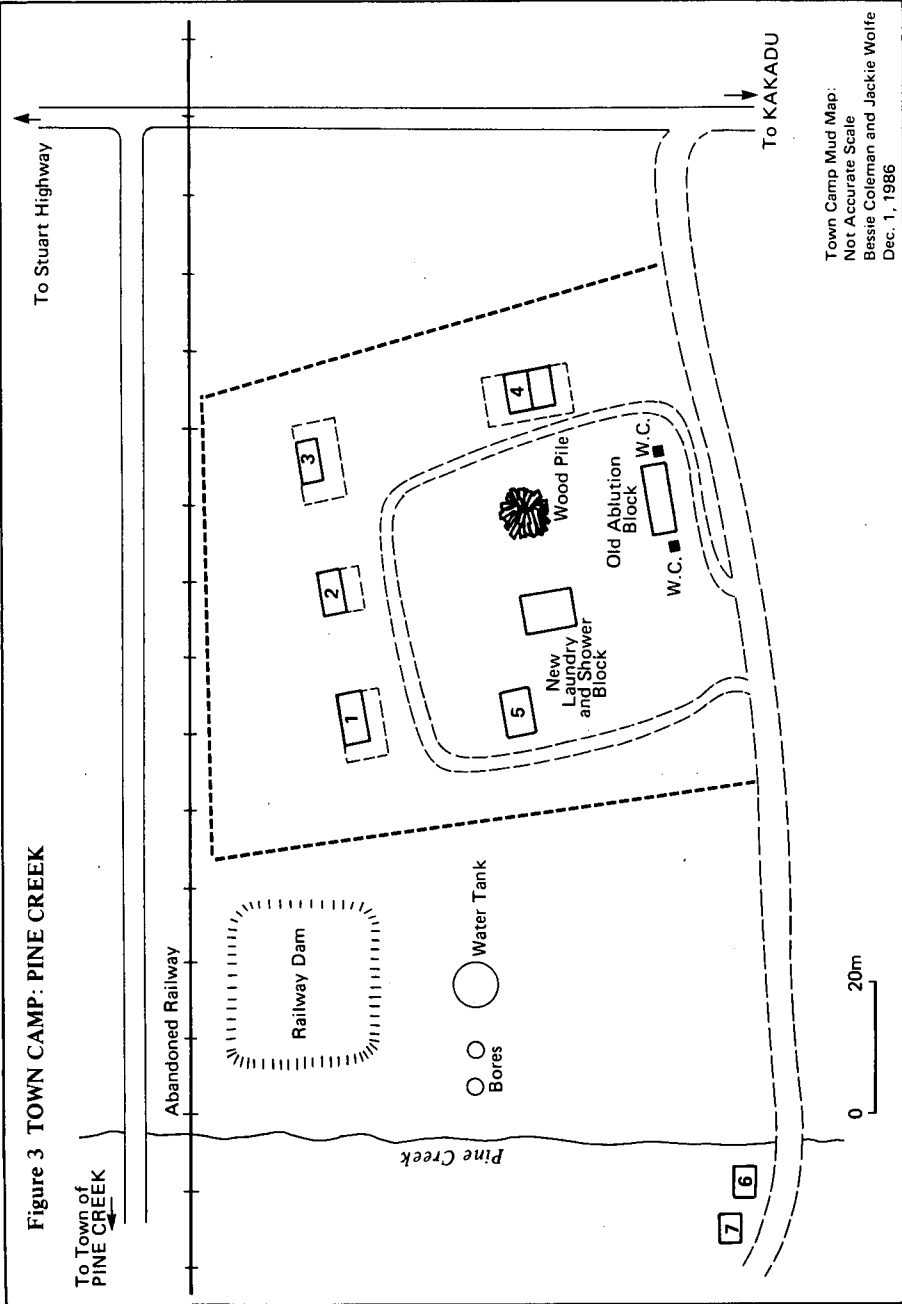 Figure 3 TOWN CAMP: PINE CREEK
To Town of
PINE CREEK
To Stuart Highway
Abandoned Railway
Railway Dam
Water Tank
Bores
Pine Creek
1
2
3
4
5
6
7
Wood Pile
New
Laundry
and Shower
Block
Old Ablution
Block
W.C.
W.C.
To KAKADU
0 20m
Town Camp Mud Map:
Not Accurate Scale
Bessie Coleman and Jackie Wolfe
Dec. 1, 1986